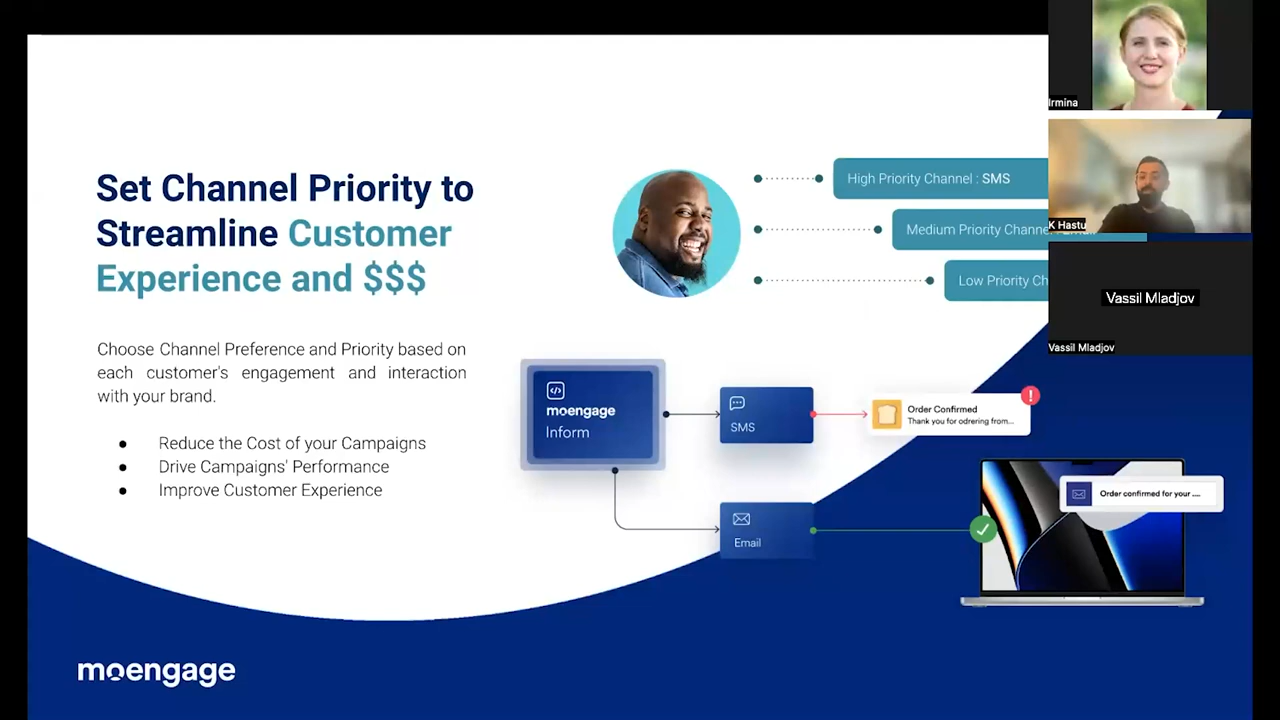 Set Channel Priority to
Streamline Customer
Experience and $$$
Choose Channel Preference and Priority based on
each customer's engagement and interaction
with your brand.
● Reduce the Cost of your Campaigns
● Drive Campaigns' Performance
● Improve Customer Experience
High Priority Channel : SMS
Medium Priority Channel
Low Priority Ch
moengage
Inform
SMS
Order Confirmed
Thank you for odrering from...
!
Email
Order confirmed for your ....
moengage
Irmina
K Hastu
Vassil Mladjov
Vassil Mladjov